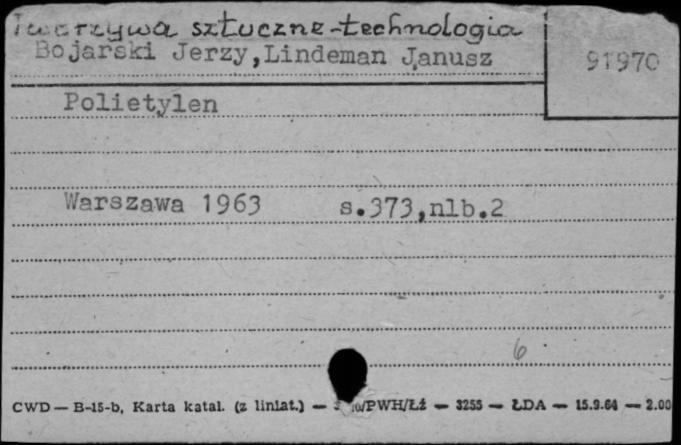 Tworzywa sztuczne-technologia
Bojarski Jerzy,Lindeman Janusz
91970
Polietylen
Warszawa 1963 s.373,nlb.2
6
CWD — B-15-b, Karta katal. (z liniat.) — PWH/Łź — 3255 — ŁDA — 15.9.64 — 2.00